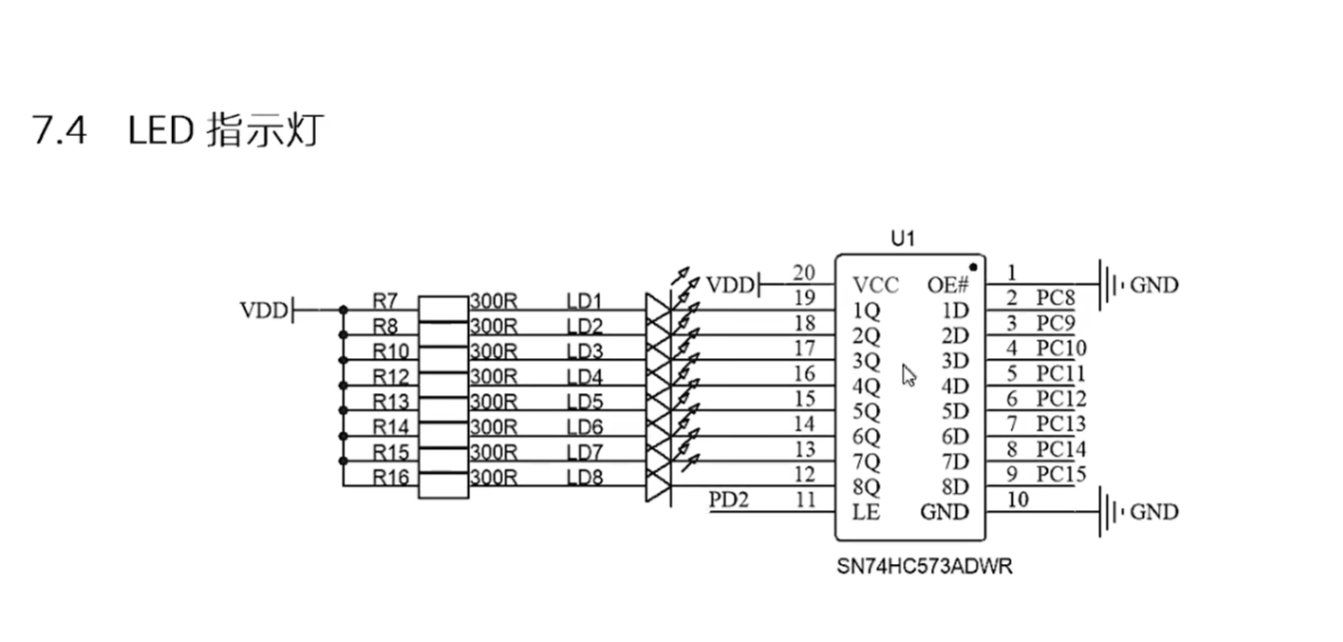 7.4 LED 指示灯
U1
VDD R7 300R LD1 VDD 20 VCC OE# 1 GND
R8 300R LD2 19 1Q 1D 2 PC8
R10 300R LD3 18 2Q 2D 3 PC9
R12 300R LD4 17 3Q 3D 4 PC10
R13 300R LD5 16 4Q 4D 5 PC11
R14 300R LD6 15 5Q 5D 6 PC12
R15 300R LD7 14 6Q 6D 7 PC13
R16 300R LD8 13 7Q 7D 8 PC14
12 8Q 8D 9 PC15
PD2 11 LE GND 10 GND
SN74HC573ADWR